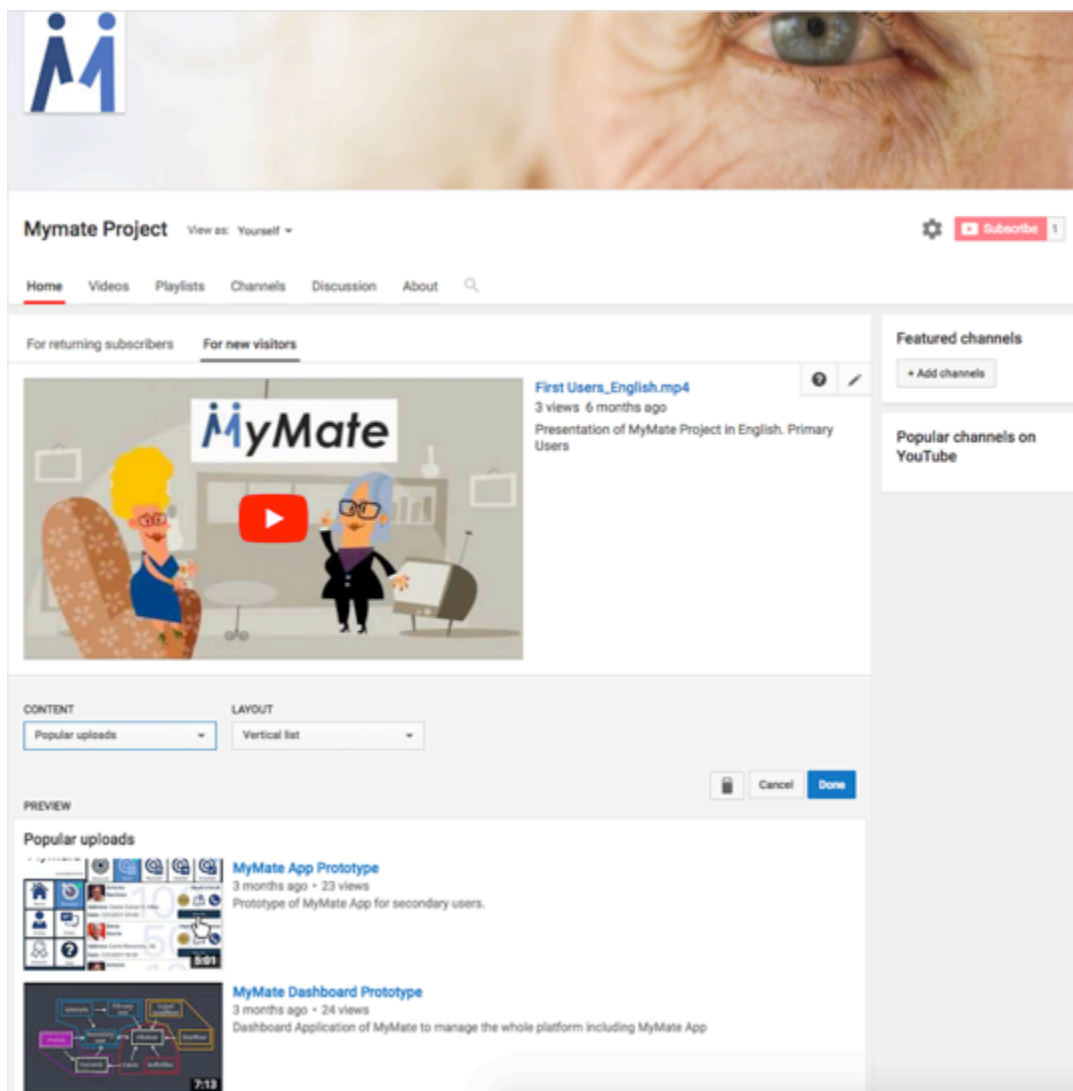 Mymate Project View as: Yourself
Subscribe 1
Home Videos Playlists Channels Discussion About
For returning subscribers For new visitors
MyMate
First Users_English.mp4
3 views 6 months ago
Presentation of MyMate Project in English. Primary
Users
Featured channels
+ Add channels
Popular channels on
YouTube
CONTENT LAYOUT
Popular uploads Vertical list
Cancel Done
PREVIEW
Popular uploads
MyMate App Prototype
3 months ago • 23 views
Prototype of MyMate App for secondary users.
5:01
MyMate Dashboard Prototype
3 months ago • 24 views
Dashboard Application of MyMate to manage the whole platform including MyMate App
7:13